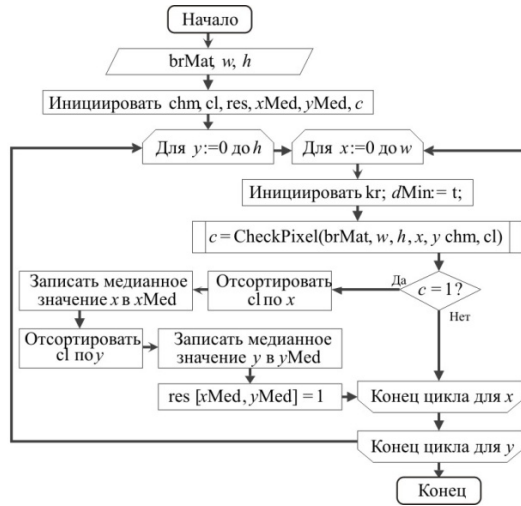 Начало
brMat, w, h
Инициировать chm, cl, res, xMed, yMed, c
Для y:=0 до h
Для x:=0 до w
Инициировать kr; dMin:= t;
c = CheckPixel(brMat, w, h, x, y chm, cl)
c = 1?
Да
Нет
Отсортировать
cl по x
Записать медианное
значение x в xMed
Отсортировать
cl по y
Записать медианное
значение y в yMed
res [xMed, yMed] = 1
Конец цикла для x
Конец цикла для y
Конец